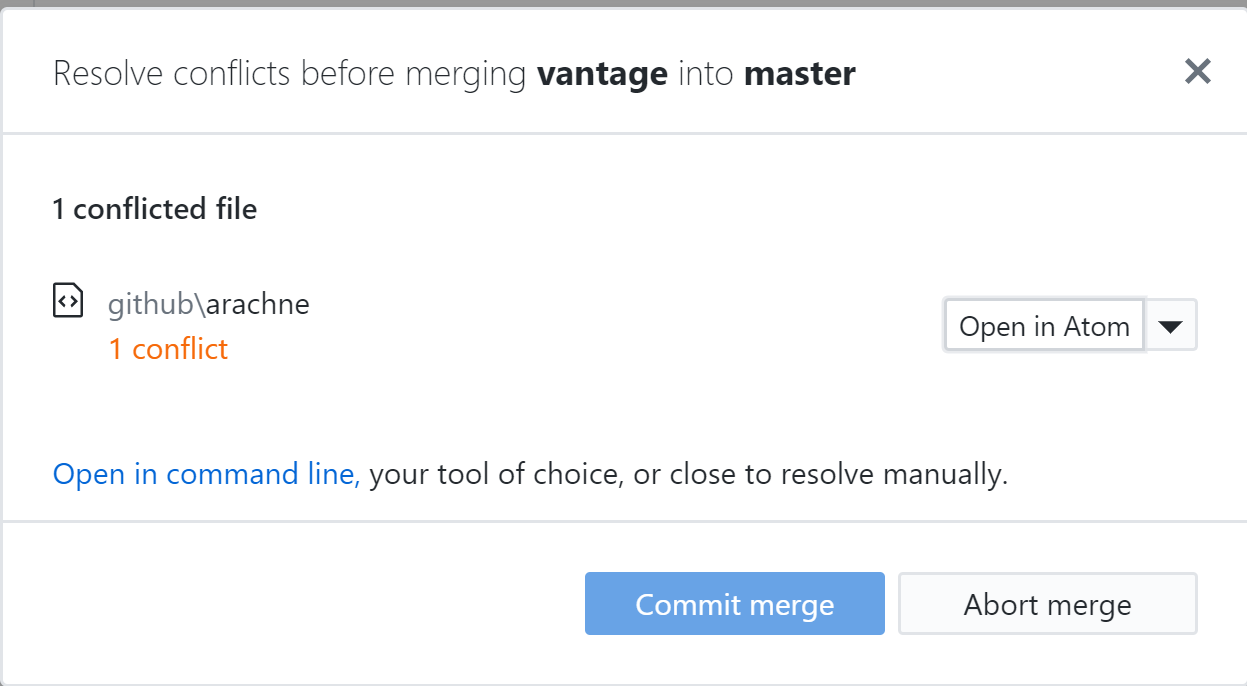 Resolve conflicts before merging vantage into master
1 conflicted file
github\arachne
1 conflict
Open in Atom
Open in command line, your tool of choice, or close to resolve manually.
Commit merge
Abort merge